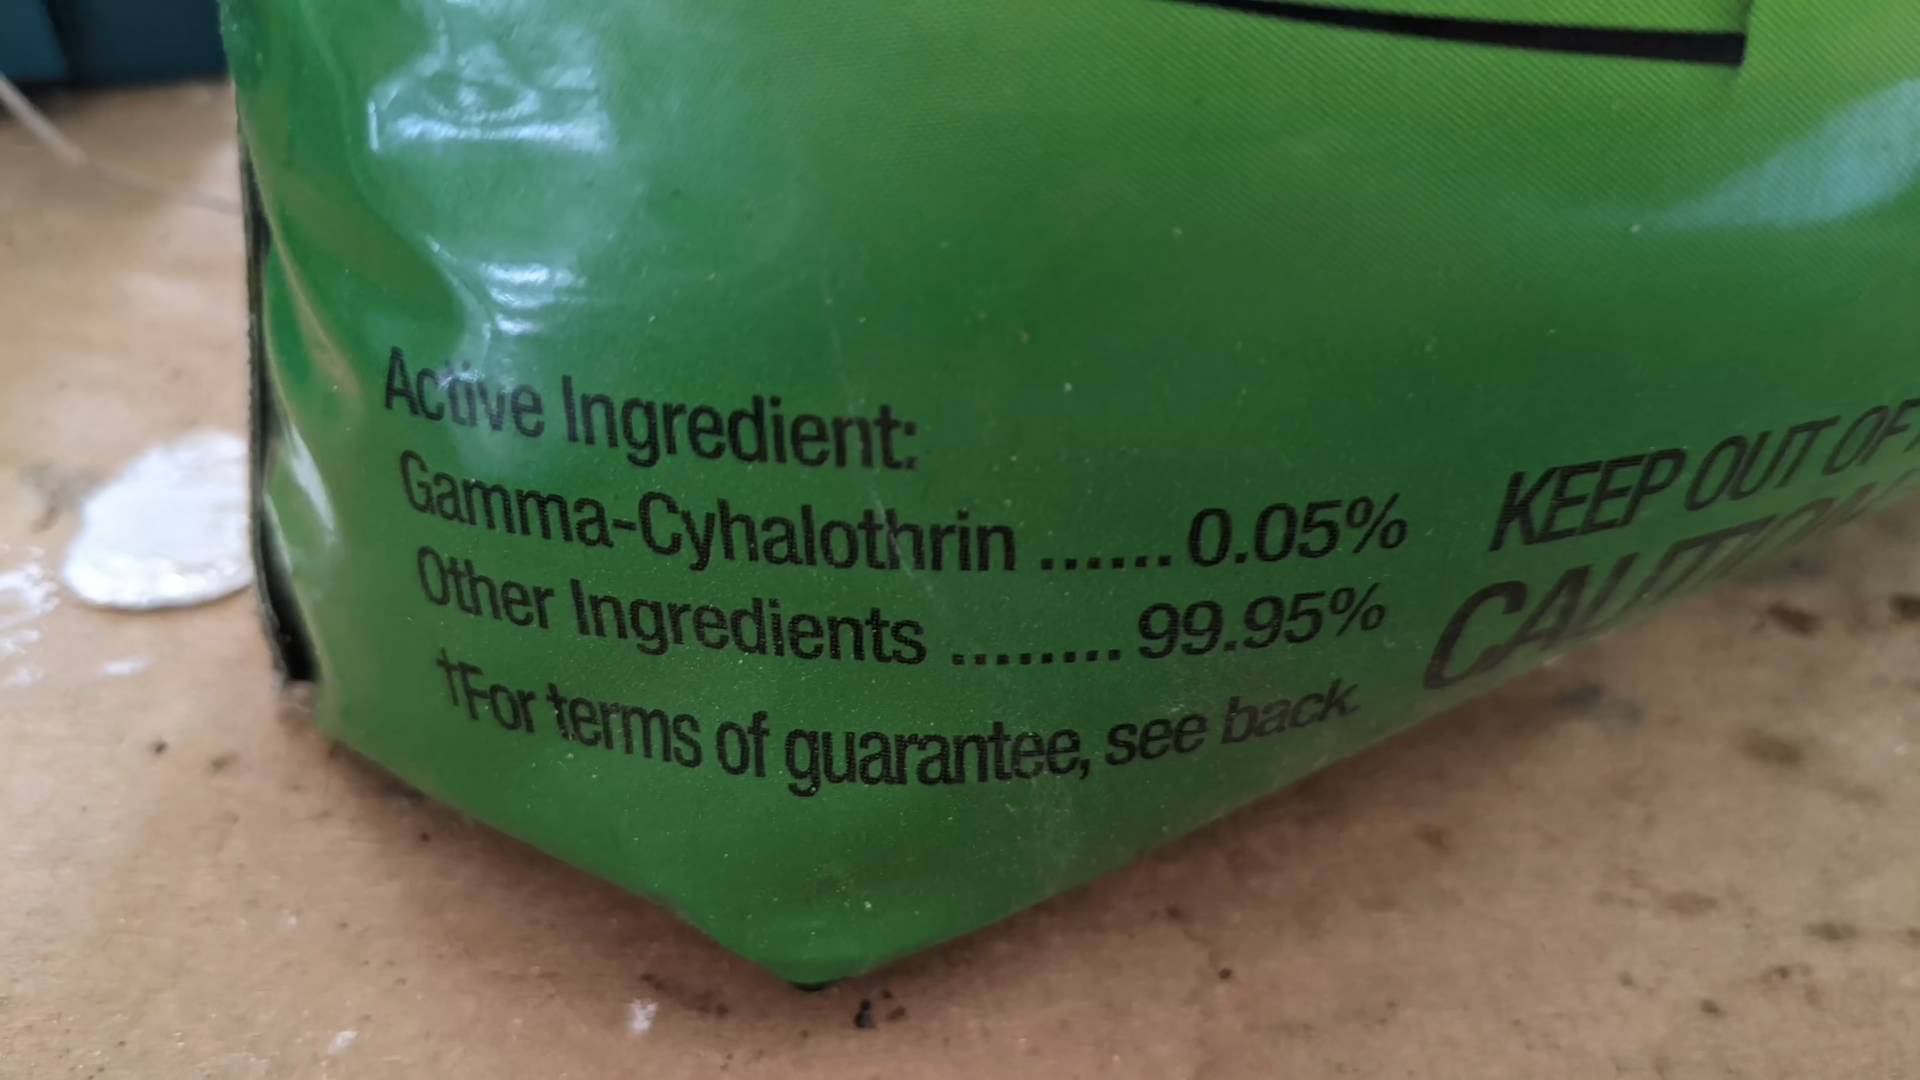 Active Ingredient:
Gamma-Cyhalothrin ...... 0.05%
Other Ingredients ........ 99.95%
†For terms of guarantee, see back.
KEEP OUT OF
CAUTION